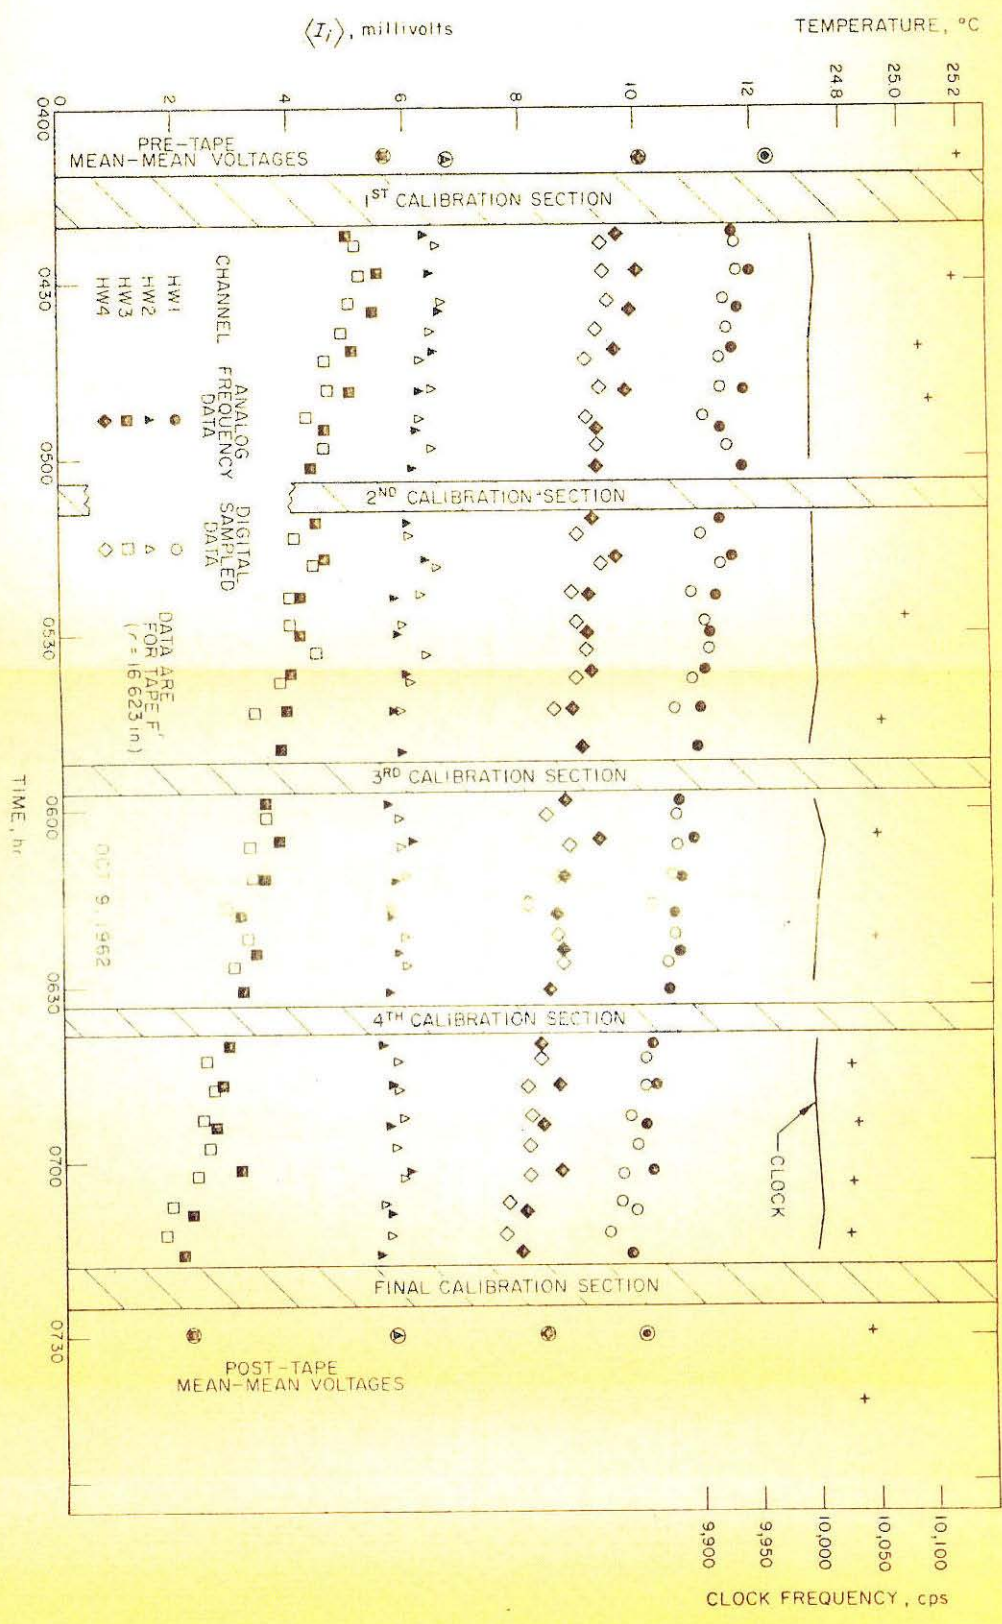 ⟨Iᵢ⟩, millivolts
TEMPERATURE, °C
0
2
4
6
8
10
12
24.8
25.0
25.2
0400
0430
0500
0530
0600
0630
0700
0730
TIME, hr
PRE-TAPE
MEAN-MEAN VOLTAGES
1ST CALIBRATION SECTION
CHANNEL
ANALOG
FREQUENCY
DATA
DIGITAL
SAMPLED
DATA
HW1
HW2
HW3
HW4
DATA ARE
FOR TAPE F'
(r = 16 623 in)
2ND CALIBRATION SECTION
3RD CALIBRATION SECTION
OCT 9, 1962
4TH CALIBRATION SECTION
CLOCK
FINAL CALIBRATION SECTION
POST-TAPE
MEAN-MEAN VOLTAGES
9,900
9,950
10,000
10,050
10,100
CLOCK FREQUENCY, cps